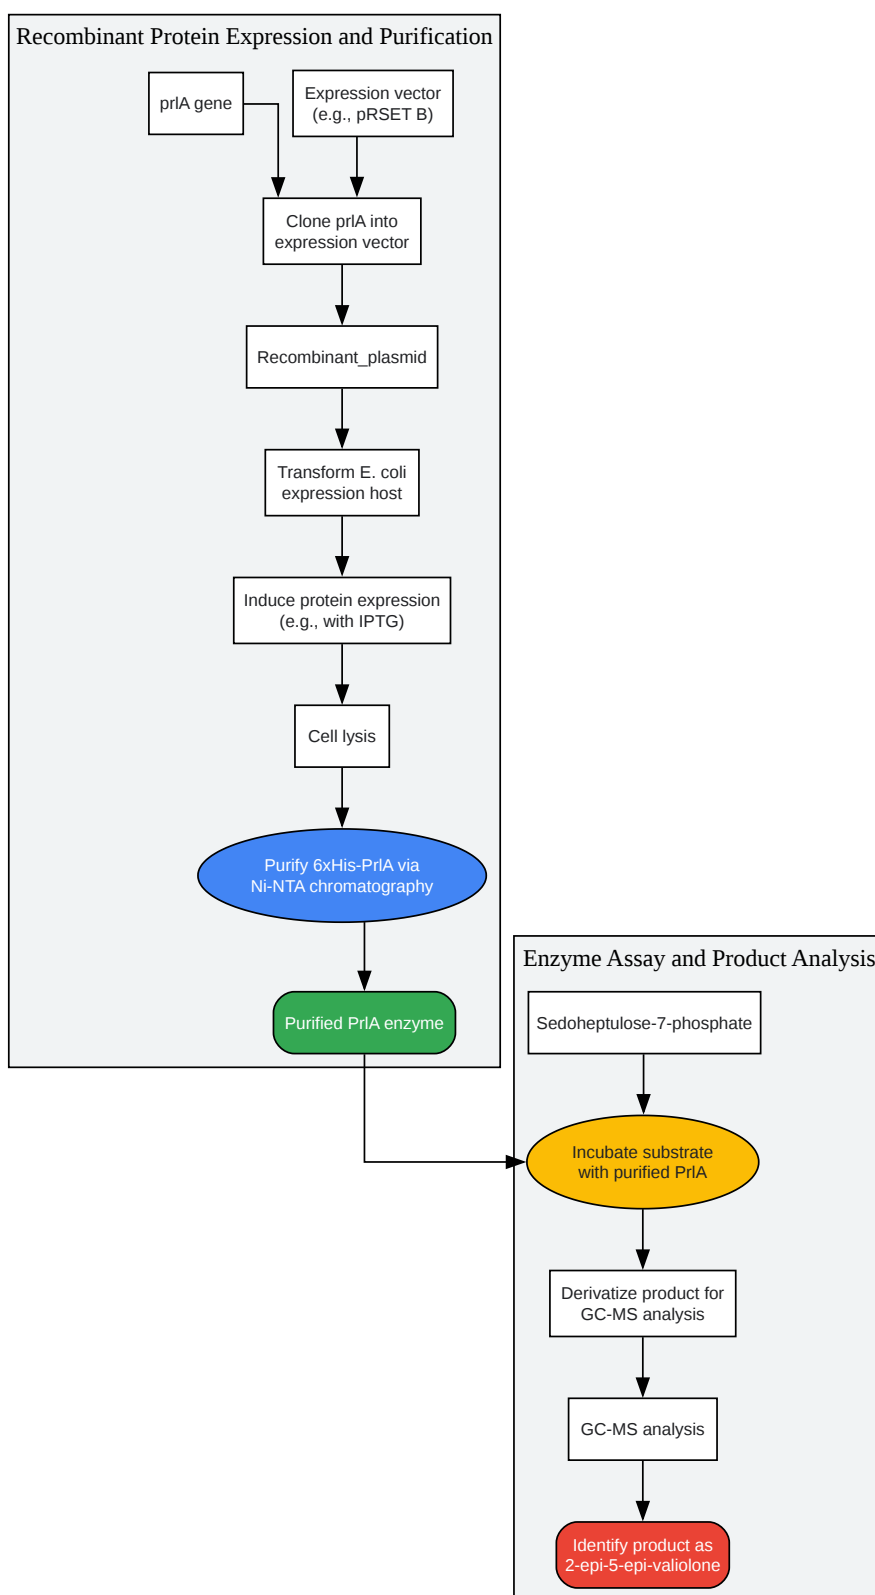 Recombinant Protein Expression and Purification
prlA gene
Expression vector
(e.g., pRSET B)
Clone prlA into
expression vector
Recombinant_plasmid
Transform E. coli
expression host
Induce protein expression
(e.g., with IPTG)
Cell lysis
Purify 6xHis-PrlA via
Ni-NTA chromatography
Purified PrlA enzyme
Enzyme Assay and Product Analysis
Sedoheptulose-7-phosphate
Incubate substrate
with purified PrlA
Derivatize product for
GC-MS analysis
GC-MS analysis
Identify product as
2-epi-5-epi-valiolone